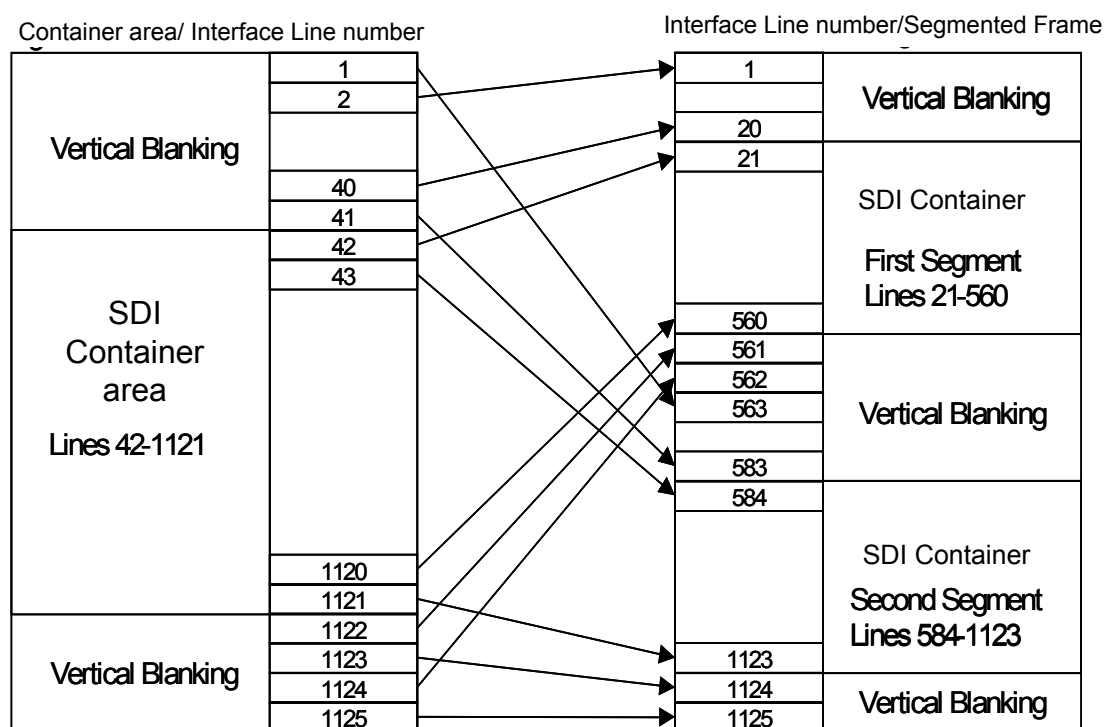 Container area/ Interface Line number
Vertical Blanking
1
2
40
41
SDI
Container
area
Lines 42-1121
42
43
1120
1121
Vertical Blanking
1122
1123
1124
1125
Interface Line number/Segmented Frame
1
20
Vertical Blanking
21
560
SDI Container
First Segment
Lines 21-560
561
562
563
583
Vertical Blanking
584
1123
SDI Container
Second Segment
Lines 584-1123
1124
1125
Vertical Blanking